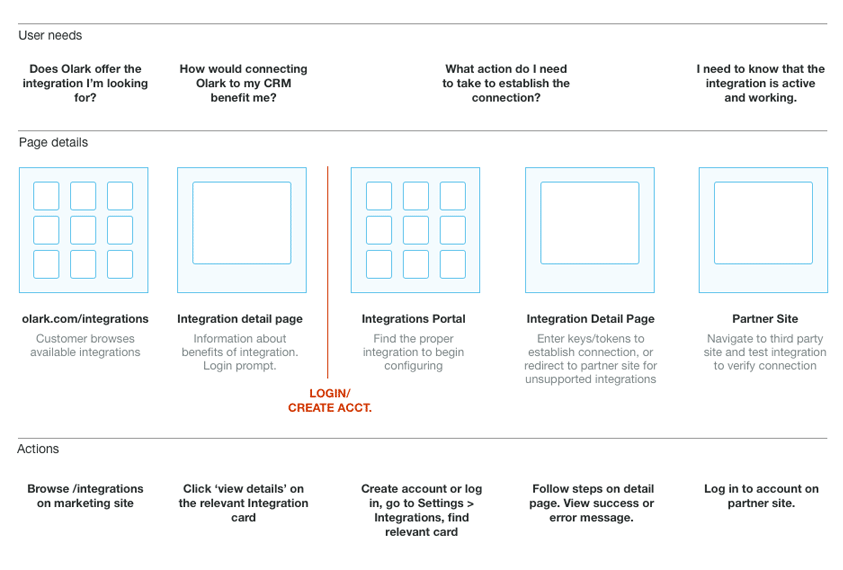 User needs
Does Olark offer the
integration I'm looking
for?
How would connecting
Olark to my CRM
benefit me?
What action do I need
to take to establish the
connection?
I need to know that the
integration is active
and working.
Page details
olark.com/integrations
Customer browses
available integrations
Integration detail page
Information about
benefits of integration.
Login prompt.
LOGIN/
CREATE ACCT.
Integrations Portal
Find the proper
integration to begin
configuring
Integration Detail Page
Enter keys/tokens to
establish connection, or
redirect to partner site for
unsupported integrations
Partner Site
Navigate to third party
site and test integration
to verify connection
Actions
Browse /integrations
on marketing site
Click ‘view details’ on
the relevant Integration
card
Create account or log
in, go to Settings >
Integrations, find
relevant card
Follow steps on detail
page. View success or
error message.
Log in to account on
partner site.